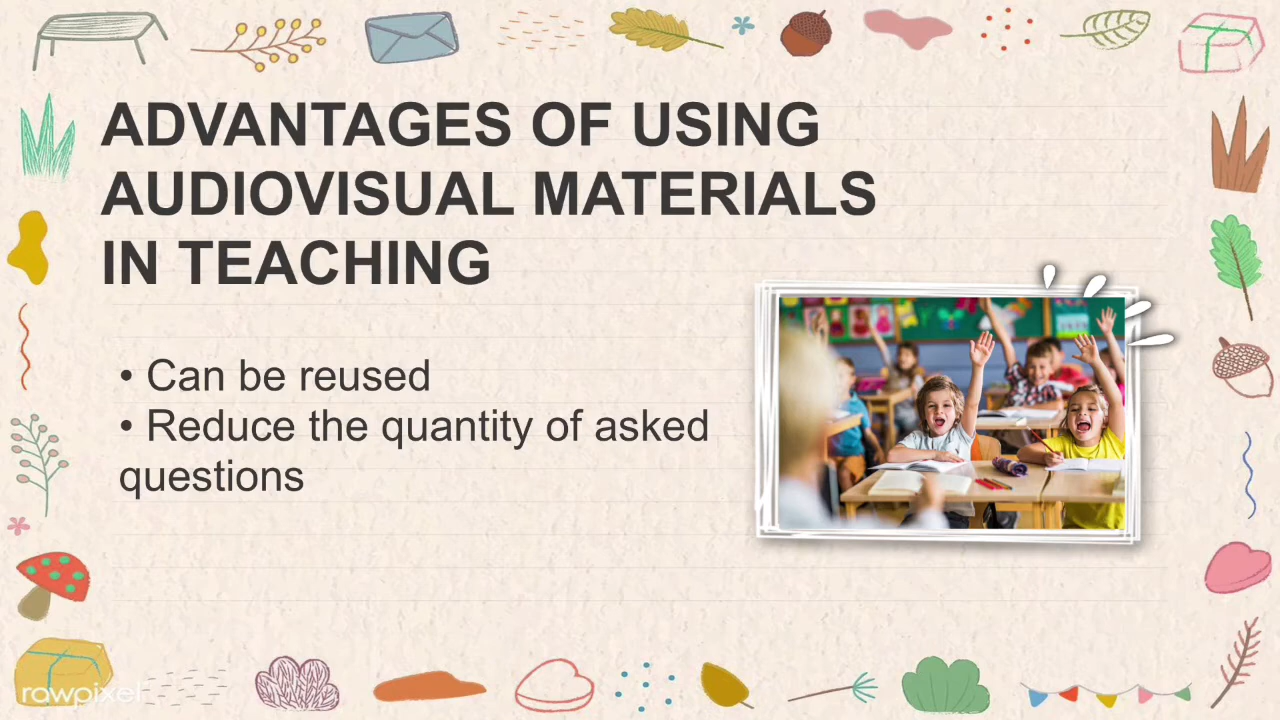 ADVANTAGES OF USING
AUDIOVISUAL MATERIALS
IN TEACHING
• Can be reused
• Reduce the quantity of asked
questions
rawpixel